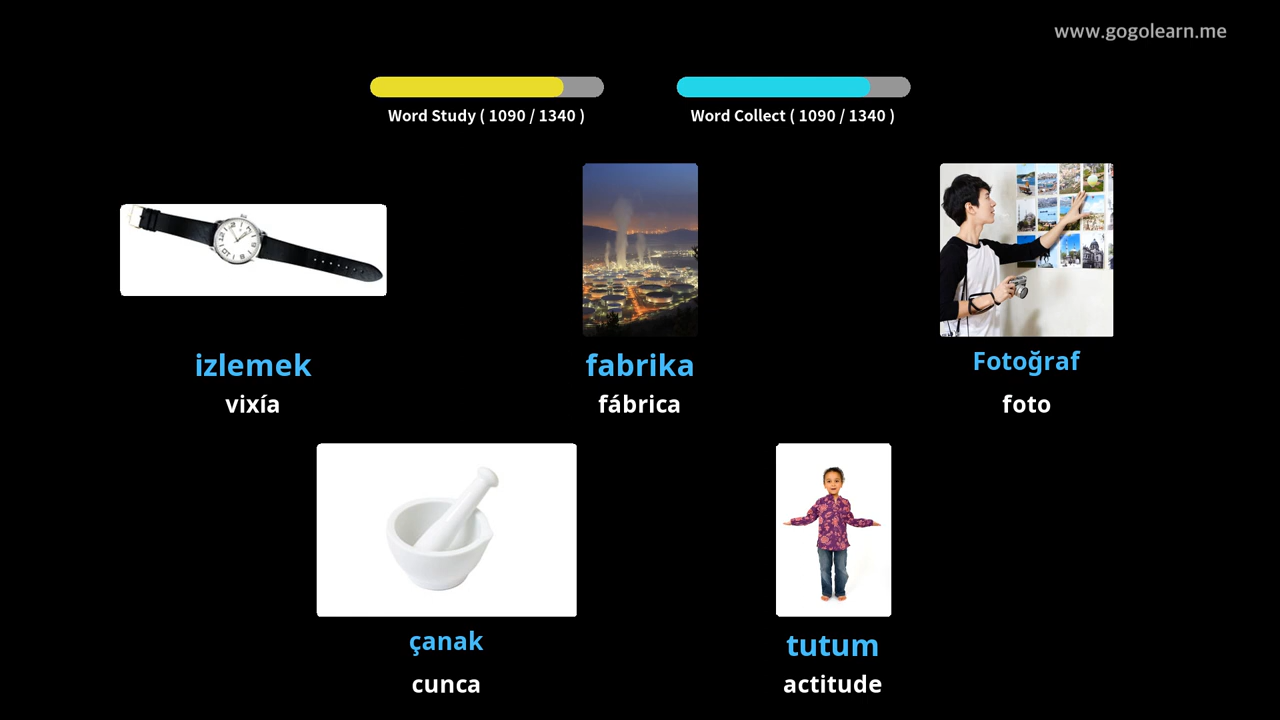 www.gogolearn.me
Word Study ( 1090 / 1340 )
Word Collect ( 1090 / 1340 )
izlemek
vixía
fabrika
fábrica
Fotoğraf
foto
çanak
cunca
tutum
actitude